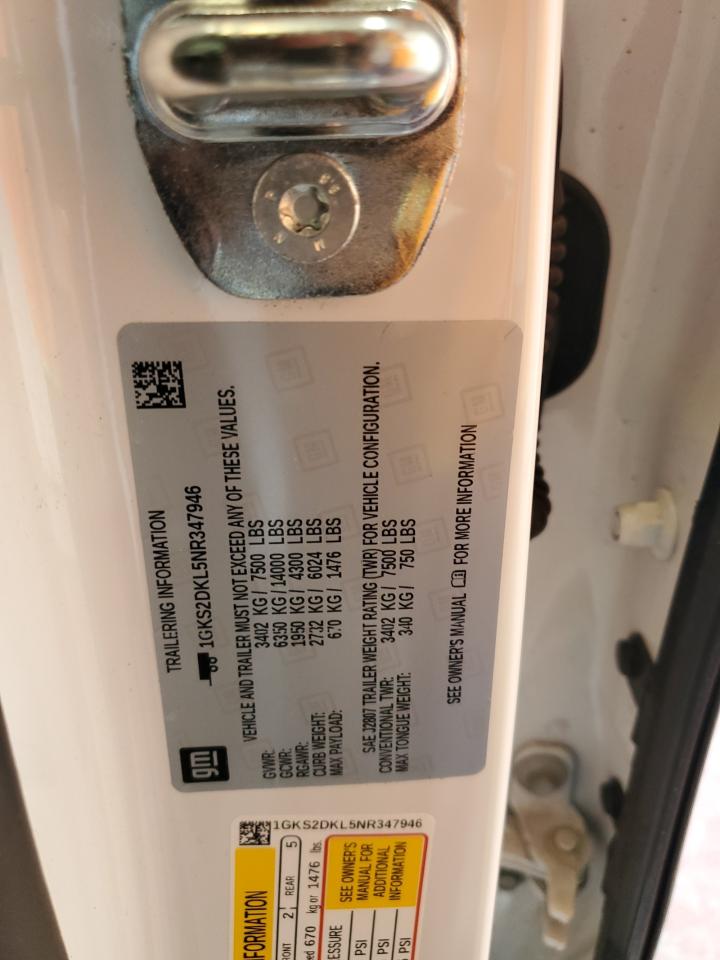 TRAILERING INFORMATION
1GKS2DKL5NR347946
gm
VEHICLE AND TRAILER MUST NOT EXCEED ANY OF THESE VALUES.
GVWR: 3402 KG / 7500 LBS
GCWR: 6350 KG / 14000 LBS
RGAWR: 1950 KG / 4300 LBS
CURB WEIGHT: 2732 KG / 6024 LBS
MAX PAYLOAD: 670 KG / 1476 LBS
SAE J2807 TRAILER WEIGHT RATING (TWR) FOR VEHICLE CONFIGURATION.
CONVENTIONAL TWR: 3402 KG / 7500 LBS
MAX TONGUE WEIGHT: 340 KG / 750 LBS
SEE OWNER'S MANUAL FOR MORE INFORMATION
1GKS2DKL5NR347946
FORMATION
RONT 2 REAR 5
ed 670 kg or 1476 lbs.
ESSURE
PSI
PSI
PSI
SEE OWNER'S
MANUAL FOR
ADDITIONAL
INFORMATION